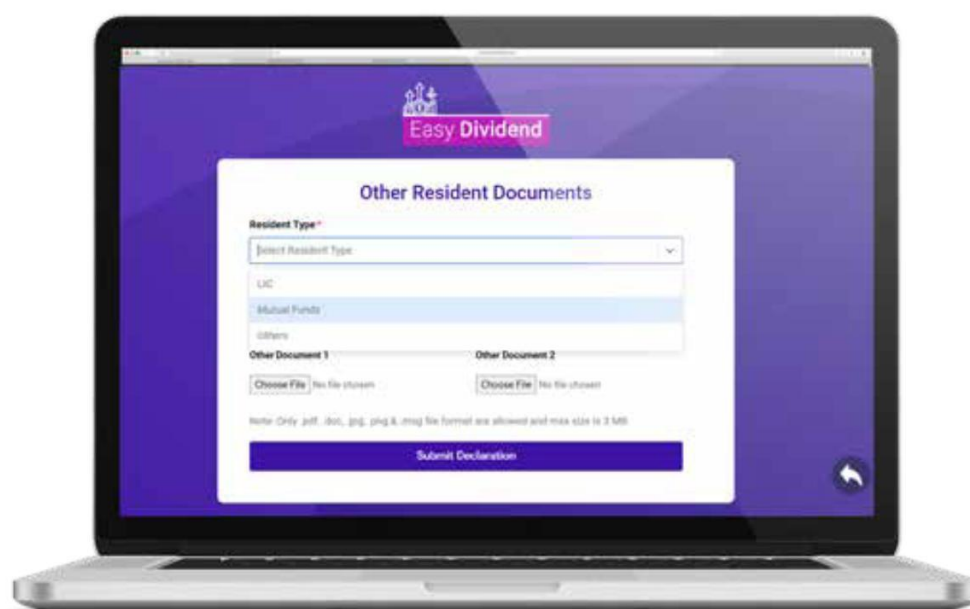 Easy Dividend
Other Resident Documents
Resident Type*
Select Resident Type
LIC
Mutual Funds
Others
Other Document 1 Other Document 2
Choose File No file chosen Choose File No file chosen
Note: Only .pdf, .doc, .jpg, .png & .msg file format are allowed and max size is 3 MB
Submit Declaration